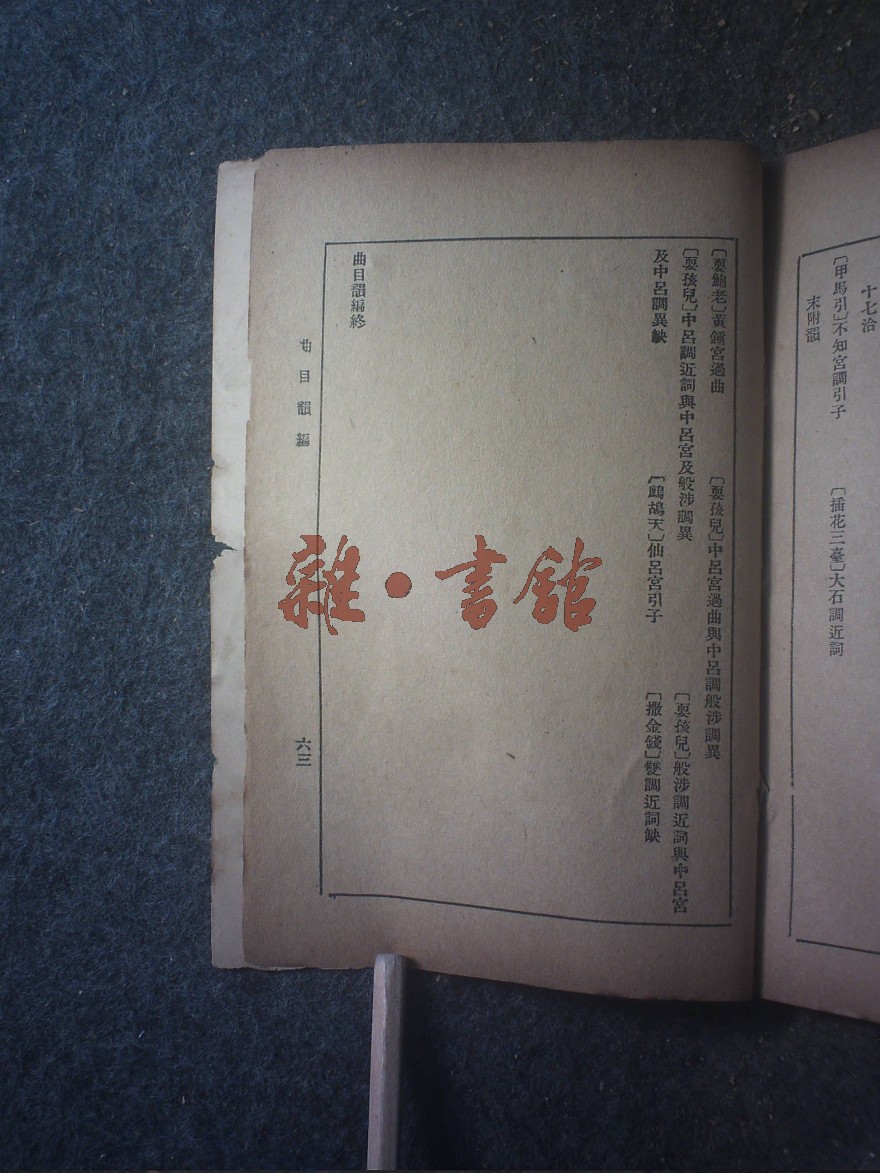 十七洽
〔甲馬引〕不知宮調引子　〔插花三臺〕大石調近詞
末附韻
〔耍鮑老〕黃鍾宮過曲　〔耍孩兒〕中呂宮過曲與中呂調般涉調異
〔耍孩兒〕中呂調近詞與中呂宮及般涉調異　〔耍孩兒〕般涉調近詞與中呂宮
及中呂調異缺　〔鷓鴣天〕仙呂宮引子　〔撒金錢〕雙調近詞缺
曲目韻編終
曲目韻編
六三
雜·書館